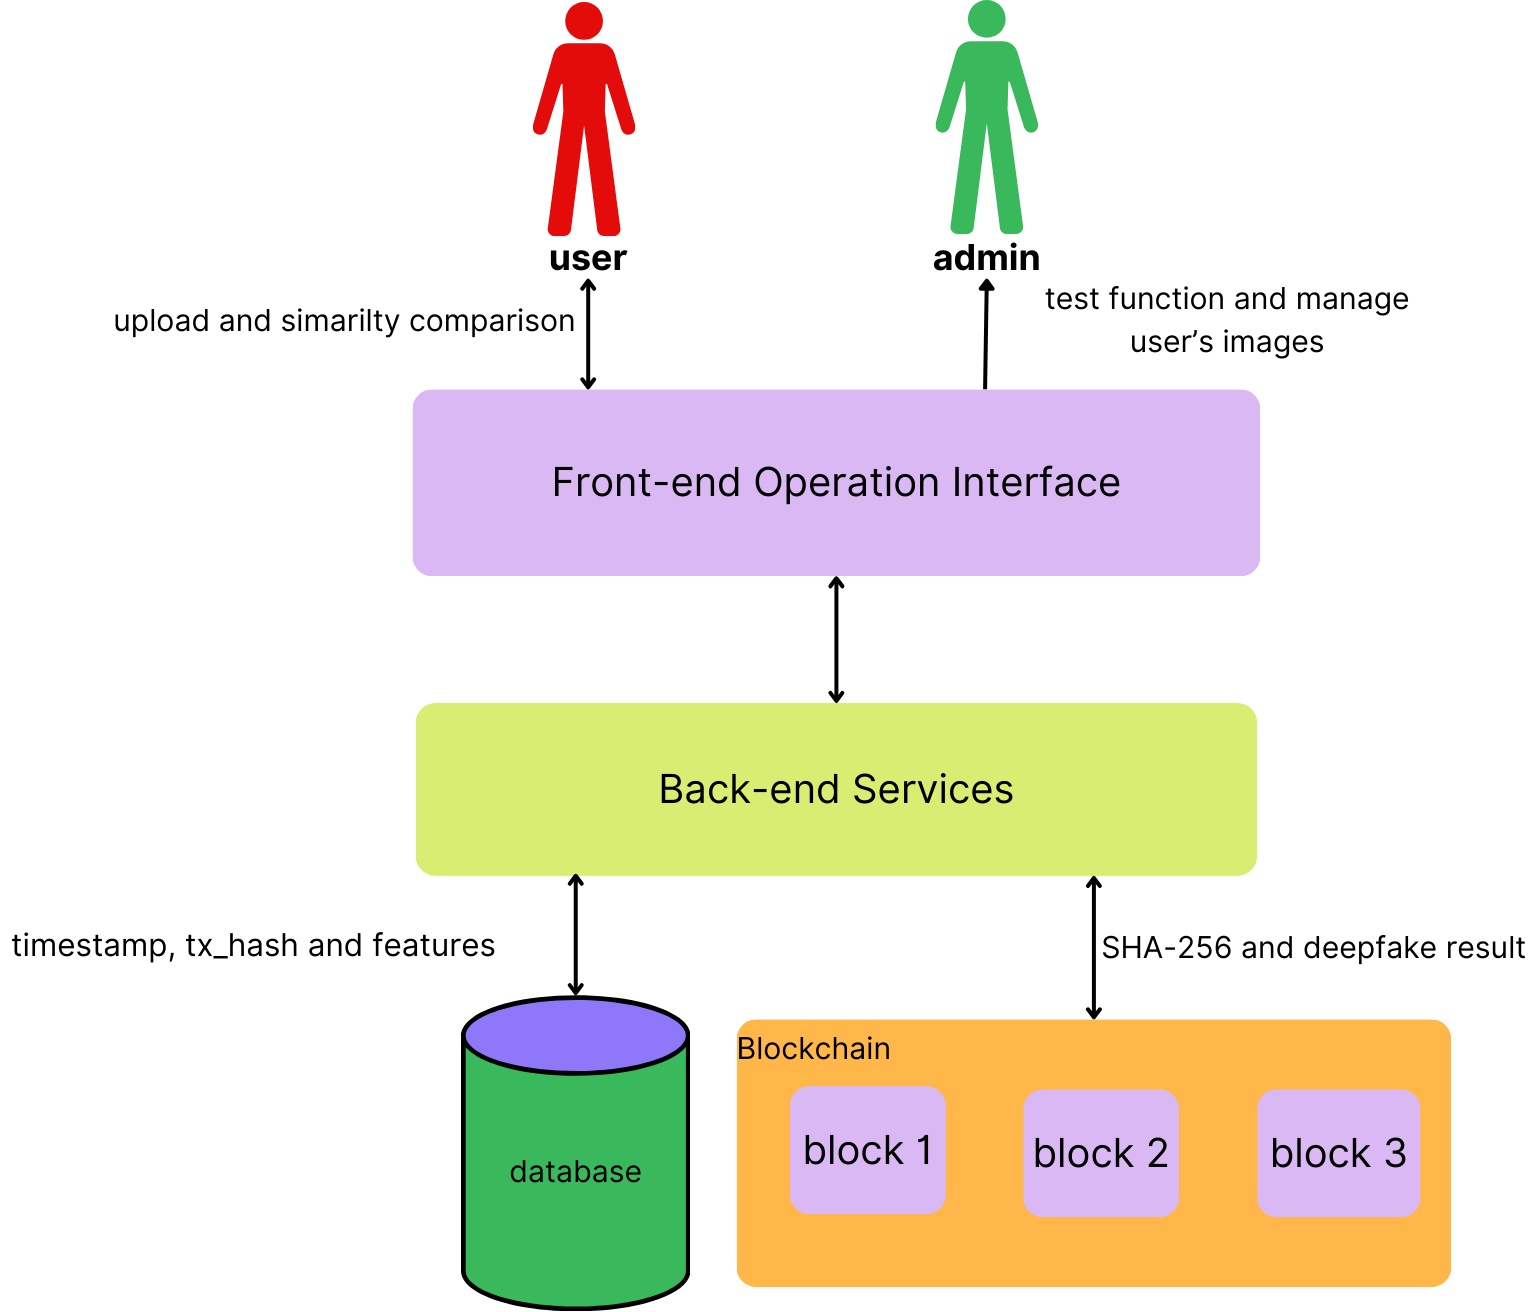 user
admin
upload and simarilty comparison
test function and manage
user’s images
Front-end Operation Interface
Back-end Services
timestamp, tx_hash and features
SHA-256 and deepfake result
Blockchain
block 1
block 2
block 3
database